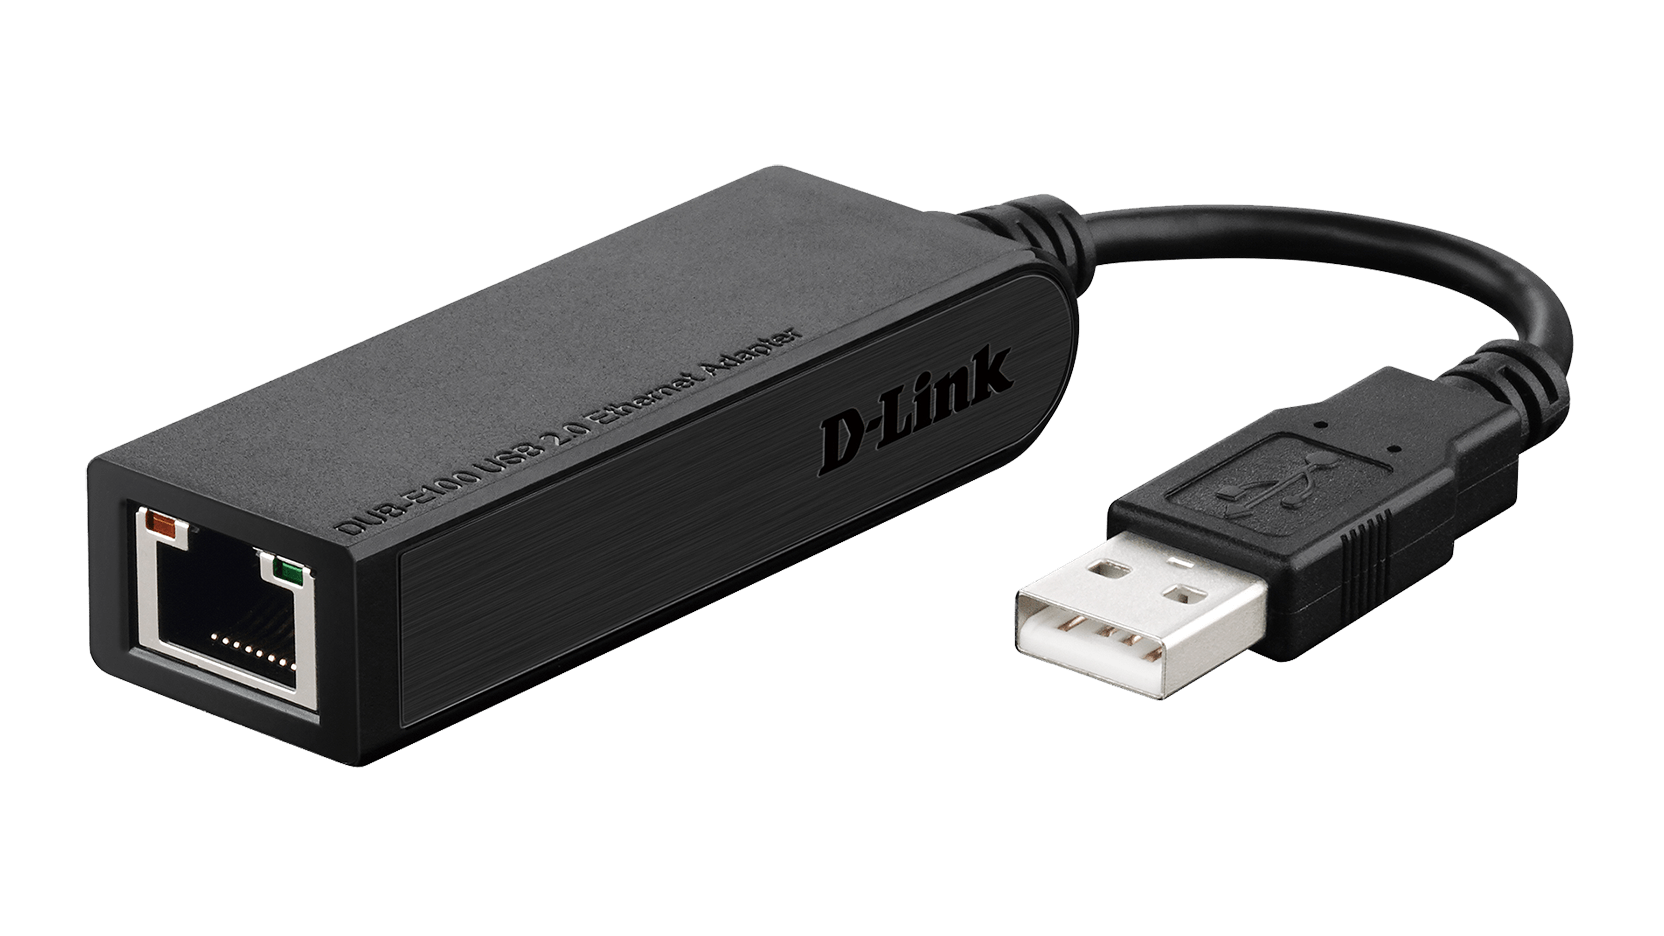 DUB-E100 USB 2.0 Ethernet Adapter
D-Link